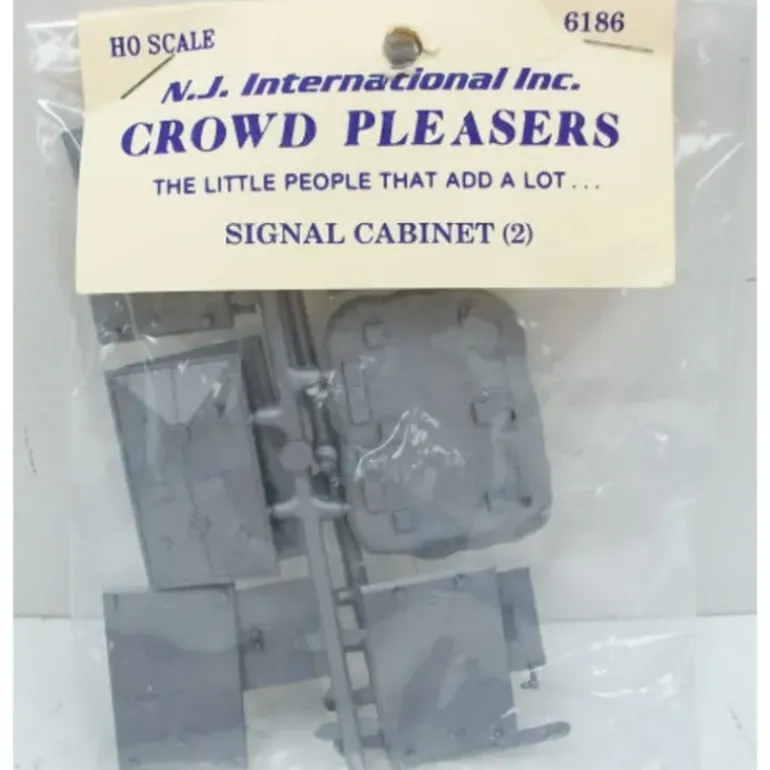 HO SCALE 6186
N.J. International Inc.
CROWD PLEASERS
THE LITTLE PEOPLE THAT ADD A LOT...
SIGNAL CABINET (2)